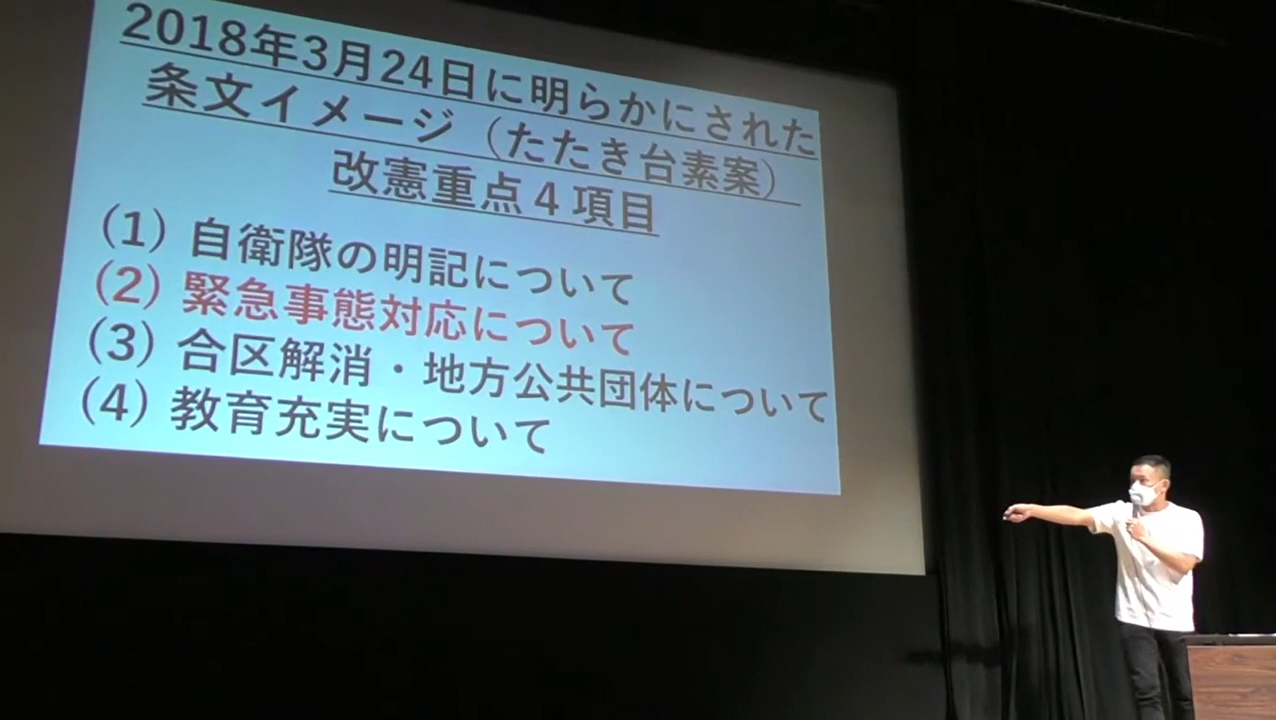 2018年3月24日に明らかにされた
条文イメージ（たたき台素案）
改憲重点４項目
(1) 自衛隊の明記について
(2) 緊急事態対応について
(3) 合区解消・地方公共団体について
(4) 教育充実について